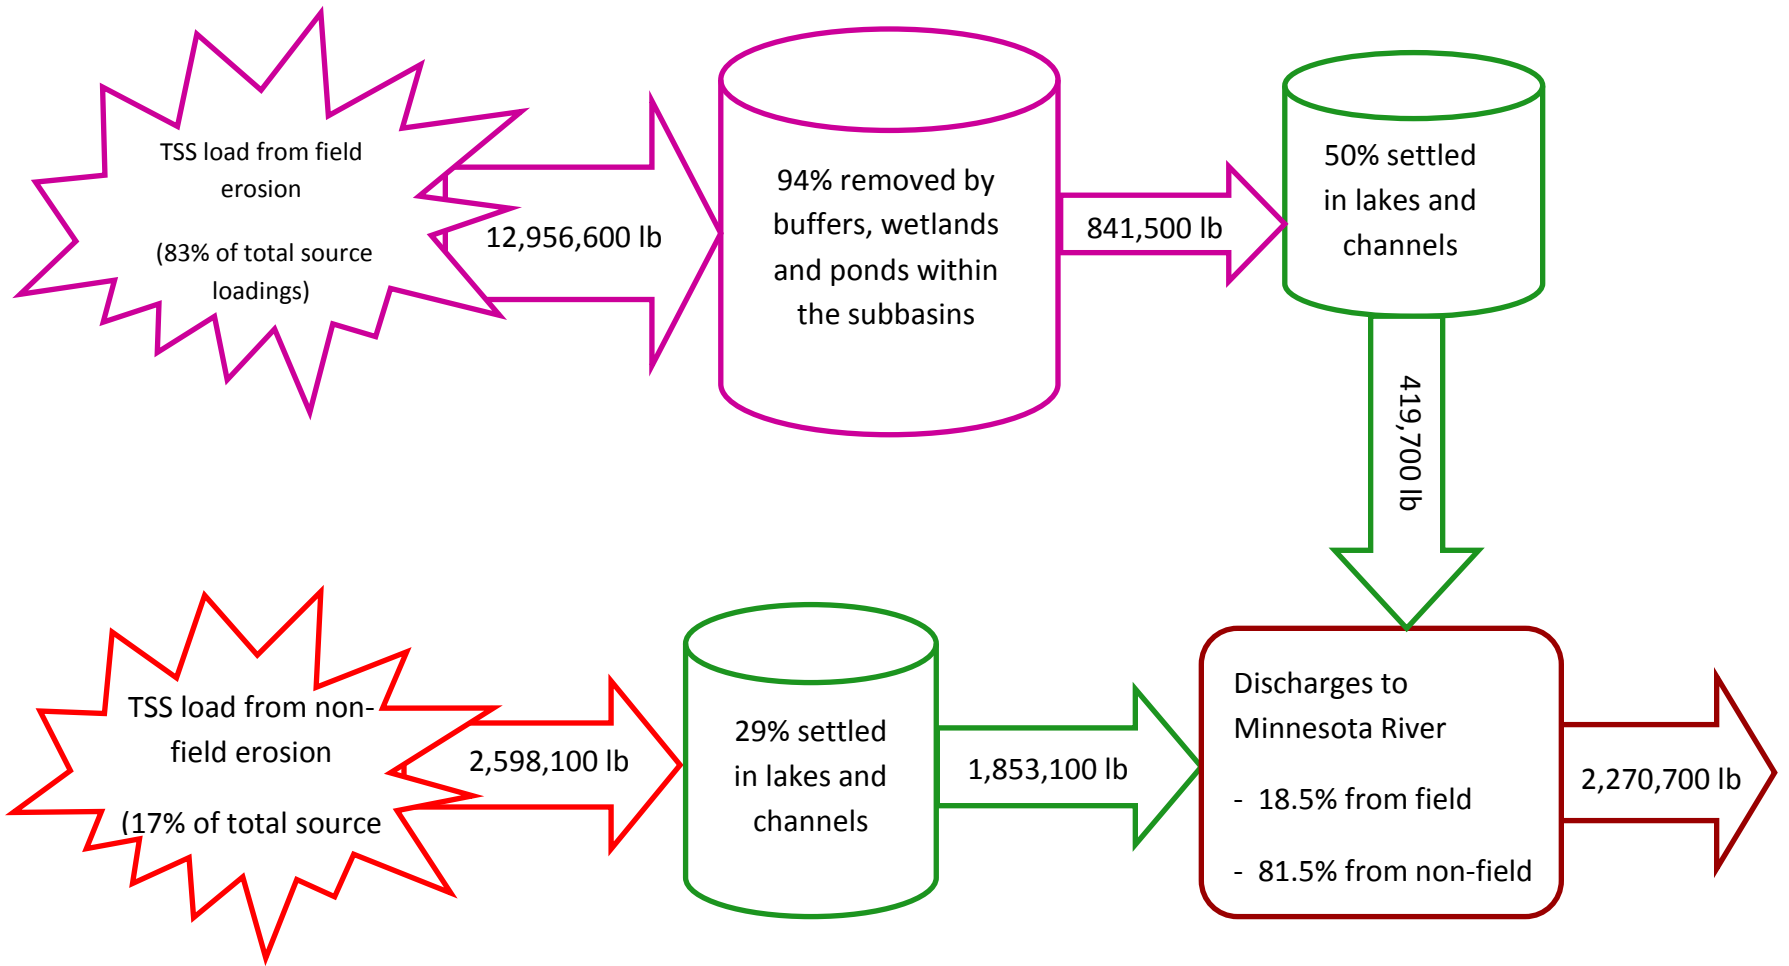 TSS load from field
erosion
(83% of total source
loadings)
12,956,600 lb
94% removed by
buffers, wetlands
and ponds within
the subbasins
841,500 lb
50% settled
in lakes and
channels
419,700 lb
TSS load from non-
field erosion
(17% of total source
2,598,100 lb
29% settled
in lakes and
channels
1,853,100 lb
Discharges to
Minnesota River
- 18.5% from field
- 81.5% from non-field
2,270,700 lb